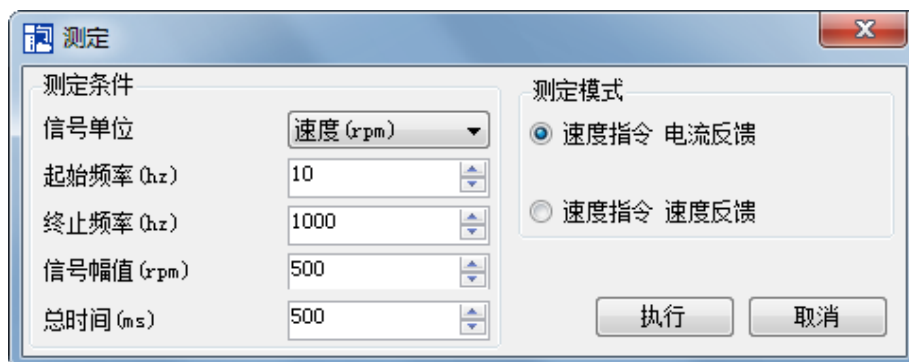 测定
测定条件
信号单位 速度(rpm)
起始频率(hz) 10
终止频率(hz) 1000
信号幅值(rpm) 500
总时间(ms) 500
测定模式
速度指令 电流反馈
速度指令 速度反馈
执行 取消